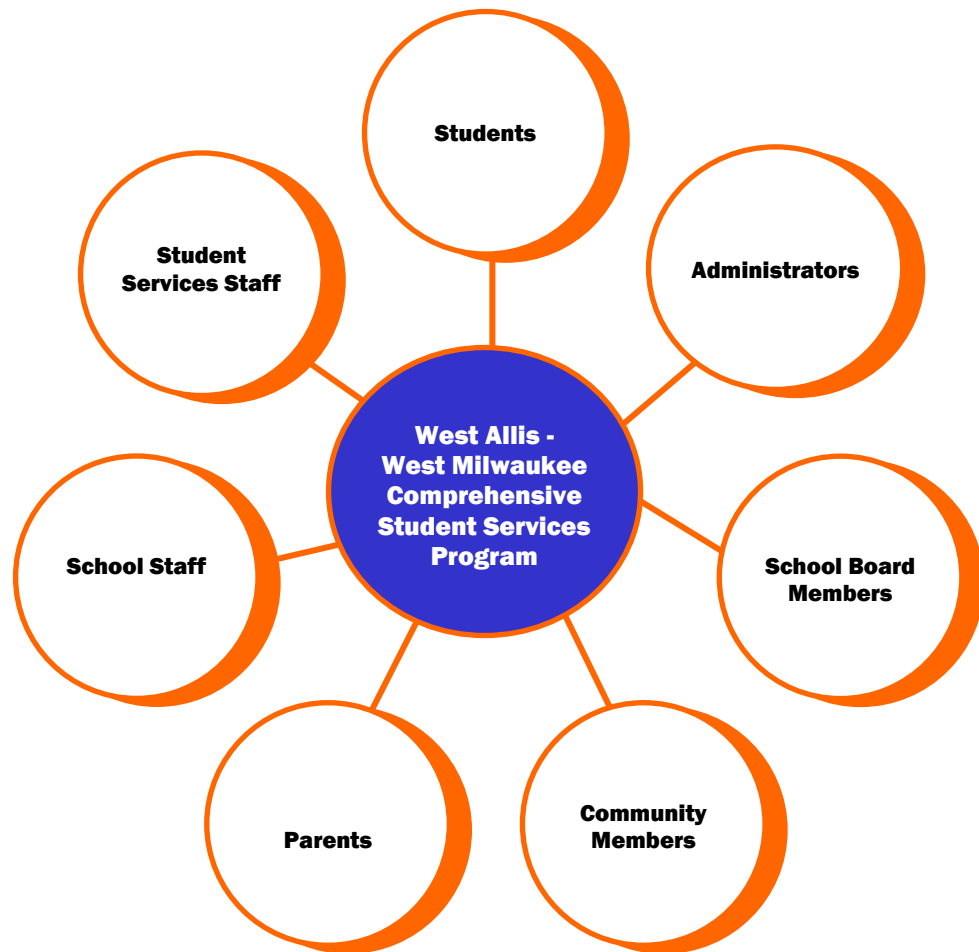 Students
Student
Services Staff
Administrators
West Allis -
West Milwaukee
Comprehensive
Student Services
Program
School Staff
School Board
Members
Parents
Community
Members